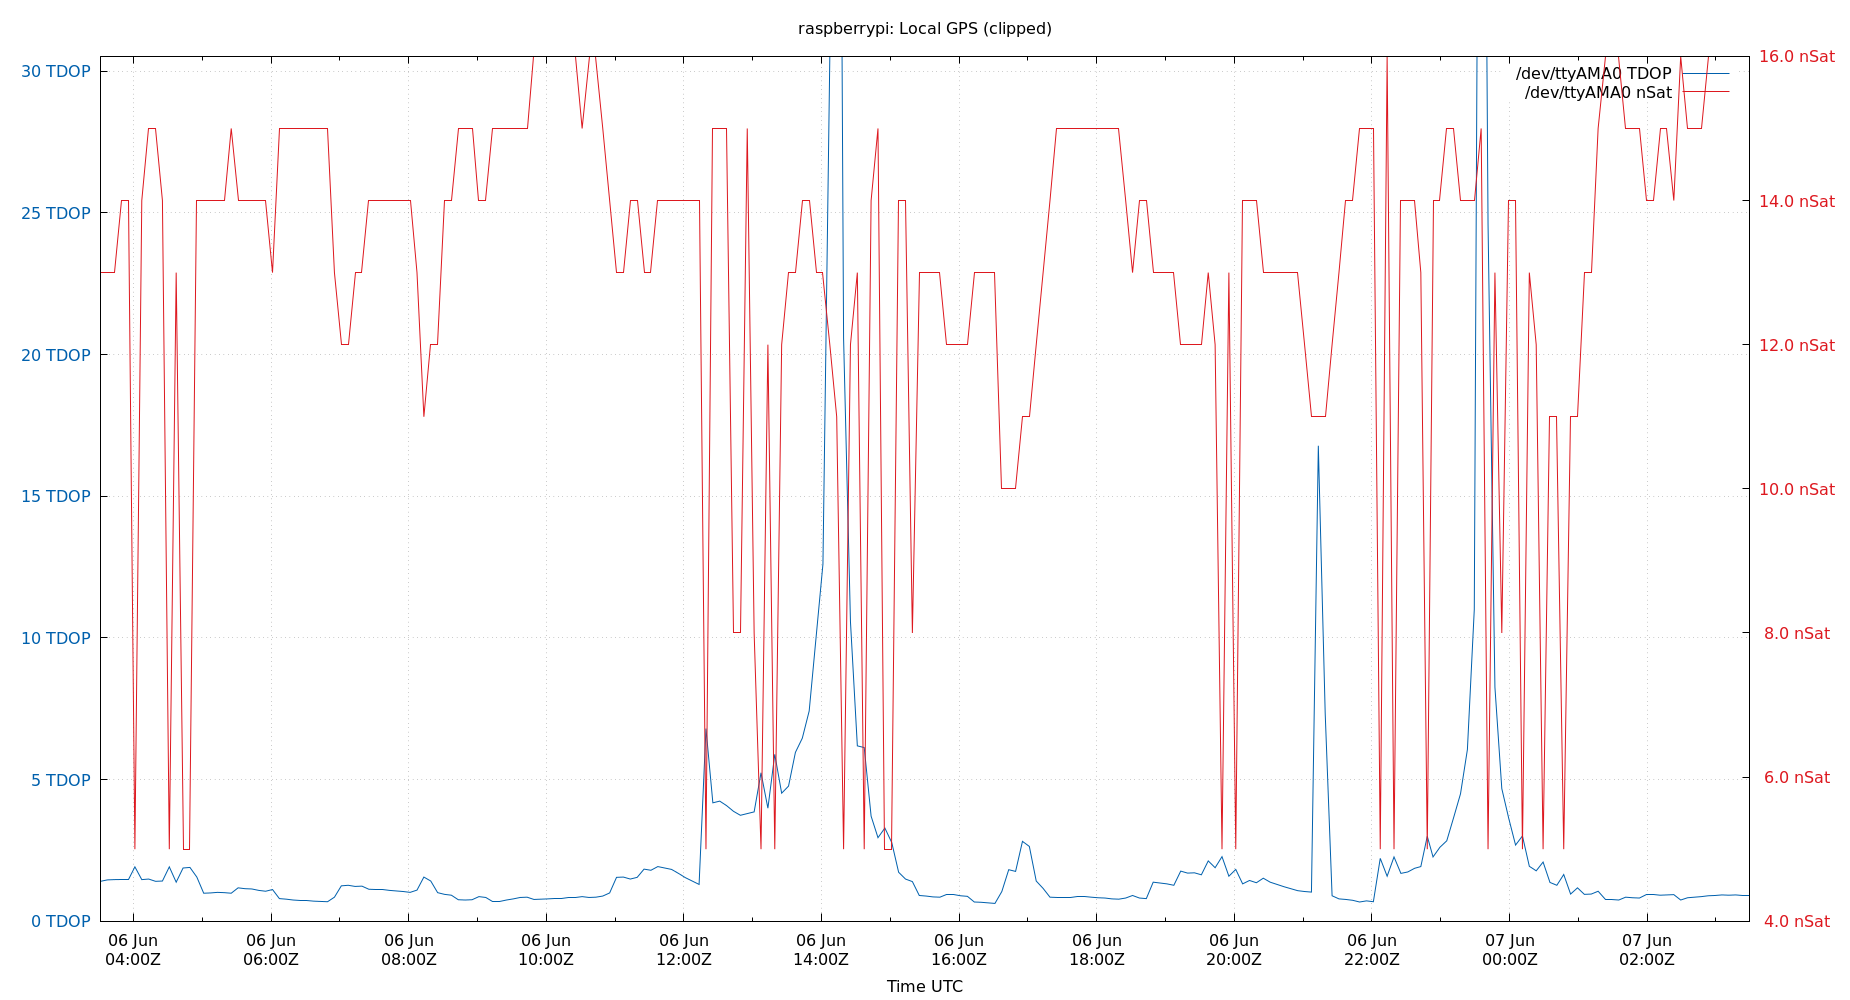 raspberrypi: Local GPS (clipped)
30 TDOP
25 TDOP
20 TDOP
15 TDOP
10 TDOP
5 TDOP
0 TDOP
16.0 nSat
14.0 nSat
12.0 nSat
10.0 nSat
8.0 nSat
6.0 nSat
4.0 nSat
/dev/ttyAMA0 TDOP
/dev/ttyAMA0 nSat
06 Jun 06 Jun 06 Jun 06 Jun 06 Jun 06 Jun 06 Jun 06 Jun 06 Jun 06 Jun 07 Jun 07 Jun
04:00Z 06:00Z 08:00Z 10:00Z 12:00Z 14:00Z 16:00Z 18:00Z 20:00Z 22:00Z 00:00Z 02:00Z
Time UTC